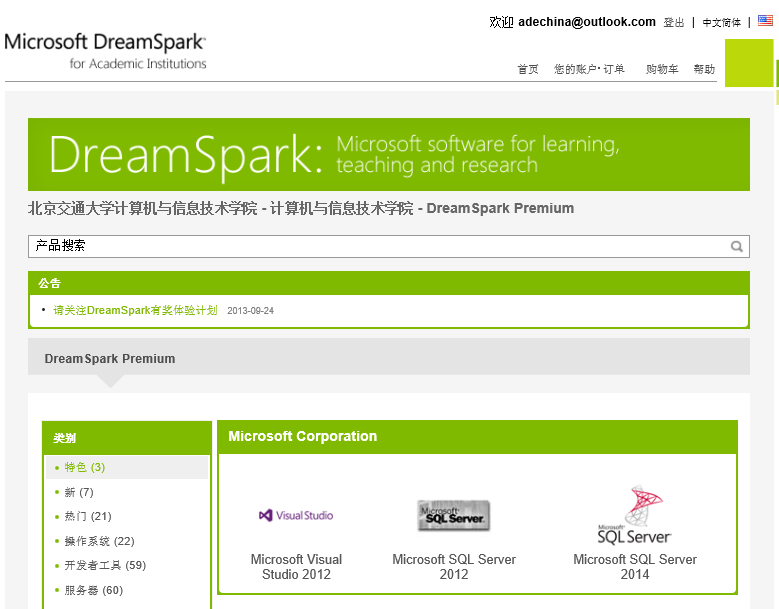 欢迎 adechina@outlook.com 登出 | 中文简体 |
Microsoft DreamSpark
for Academic Institutions
首页 您的账户·订单 购物车 帮助
DreamSpark: Microsoft software for learning,
teaching and research
北京交通大学计算机与信息技术学院 - 计算机与信息技术学院 - DreamSpark Premium
产品搜索
公告
• 请关注DreamSpark有奖体验计划 2013-09-24
DreamSpark Premium
类别
• 特色 (3)
• 新 (7)
• 热门 (21)
• 操作系统 (22)
• 开发者工具 (59)
• 服务器 (60)
Microsoft Corporation
Visual Studio
Microsoft SQL Server
Microsoft SQL Server
Microsoft Visual
Studio 2012
Microsoft SQL Server
2012
Microsoft SQL Server
2014